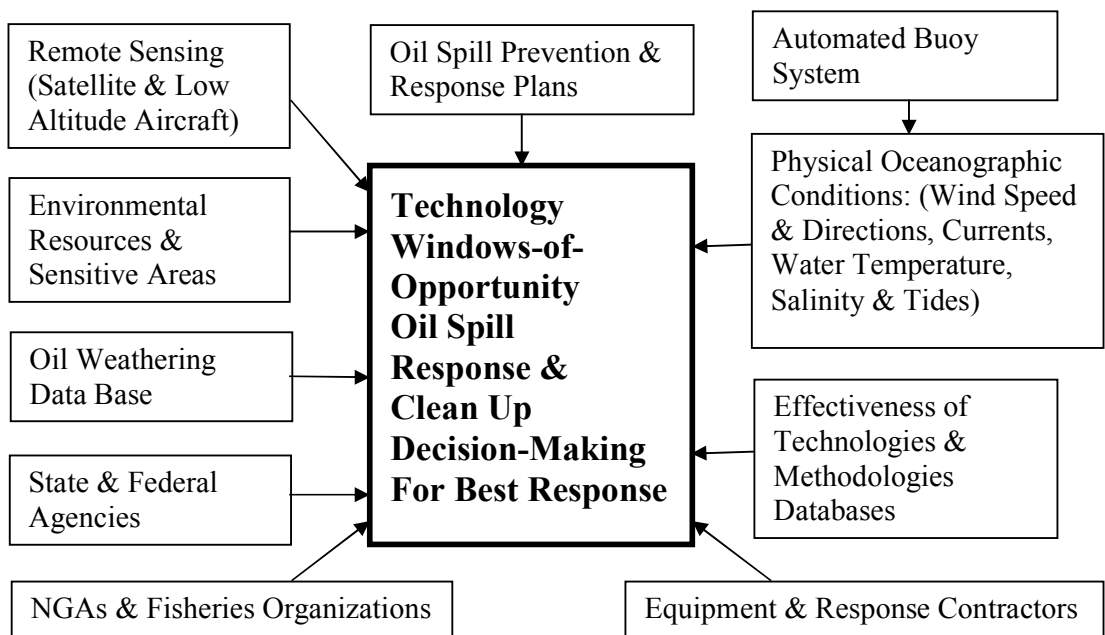 Remote Sensing
(Satellite & Low
Altitude Aircraft)
Oil Spill Prevention &
Response Plans
Automated Buoy
System
Environmental
Resources &
Sensitive Areas
Technology
Windows-of-
Opportunity
Oil Spill
Response &
Clean Up
Decision-Making
For Best Response
Physical Oceanographic
Conditions: (Wind Speed
& Directions, Currents,
Water Temperature,
Salinity & Tides)
Oil Weathering
Data Base
Effectiveness of
Technologies &
Methodologies
Databases
State & Federal
Agencies
NGAs & Fisheries Organizations
Equipment & Response Contractors